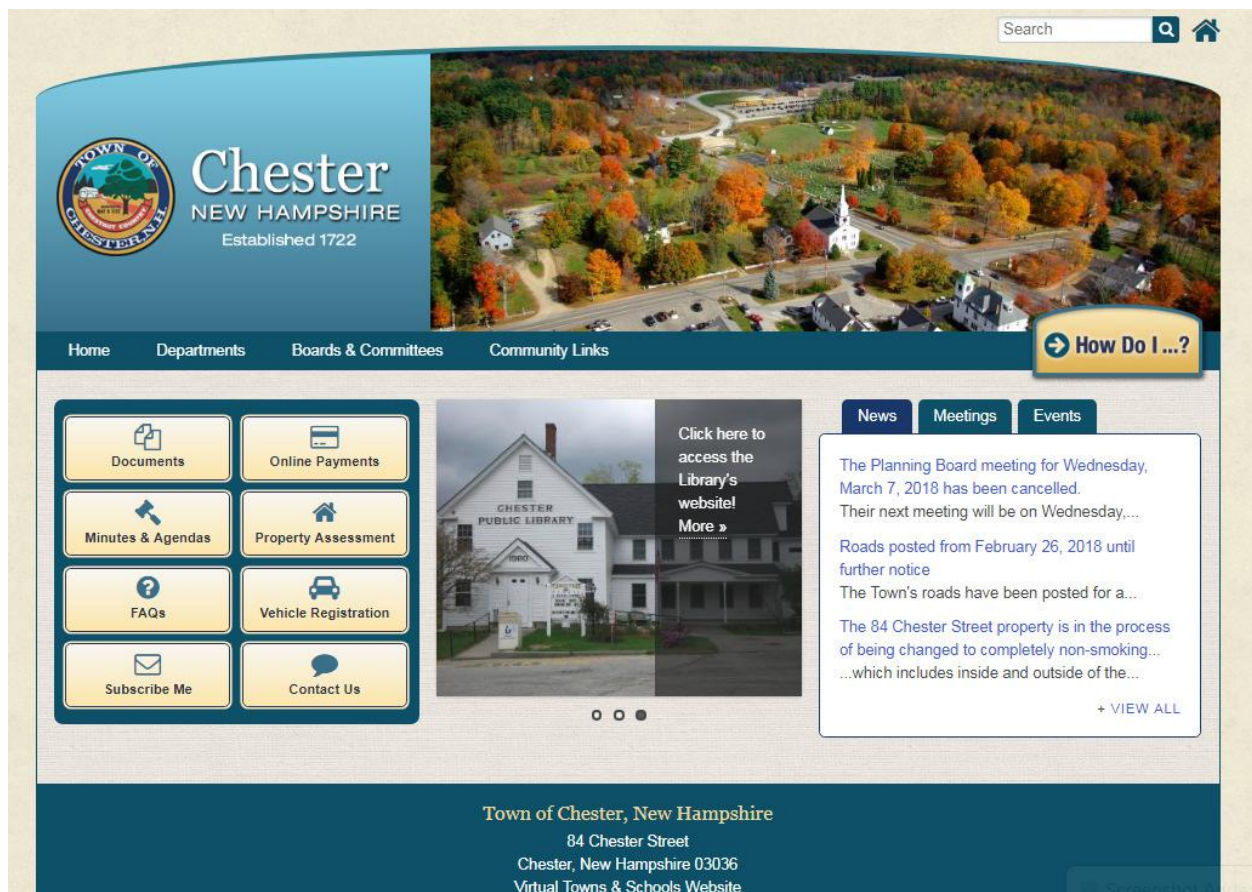 Search
TOWN OF
CHESTER, N.H.
Chester
NEW HAMPSHIRE
Established 1722
Home Departments Boards & Committees Community Links
How Do I ...?
Documents
Online Payments
Minutes & Agendas
Property Assessment
FAQs
Vehicle Registration
Subscribe Me
Contact Us
CHESTER
PUBLIC LIBRARY
Click here to
access the
Library's
website!
More »
News Meetings Events
The Planning Board meeting for Wednesday,
March 7, 2018 has been cancelled.
Their next meeting will be on Wednesday,...
Roads posted from February 26, 2018 until
further notice
The Town's roads have been posted for a...
The 84 Chester Street property is in the process
of being changed to completely non-smoking...
...which includes inside and outside of the...
+ VIEW ALL
Town of Chester, New Hampshire
84 Chester Street
Chester, New Hampshire 03036
Virtual Towns & Schools Website